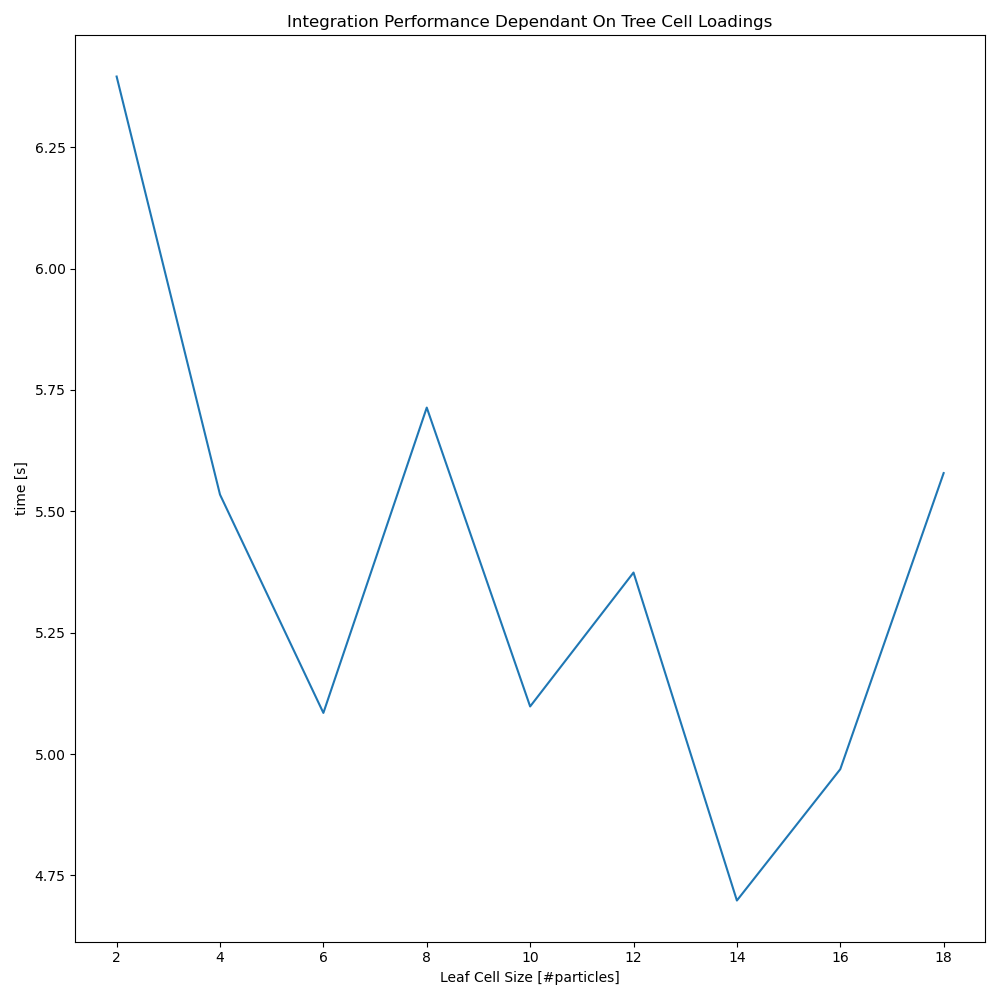 Integration Performance Dependant On Tree Cell Loadings
6.25
6.00
5.75
5.50
5.25
5.00
4.75
time [s]
2 4 6 8 10 12 14 16 18
Leaf Cell Size [#particles]